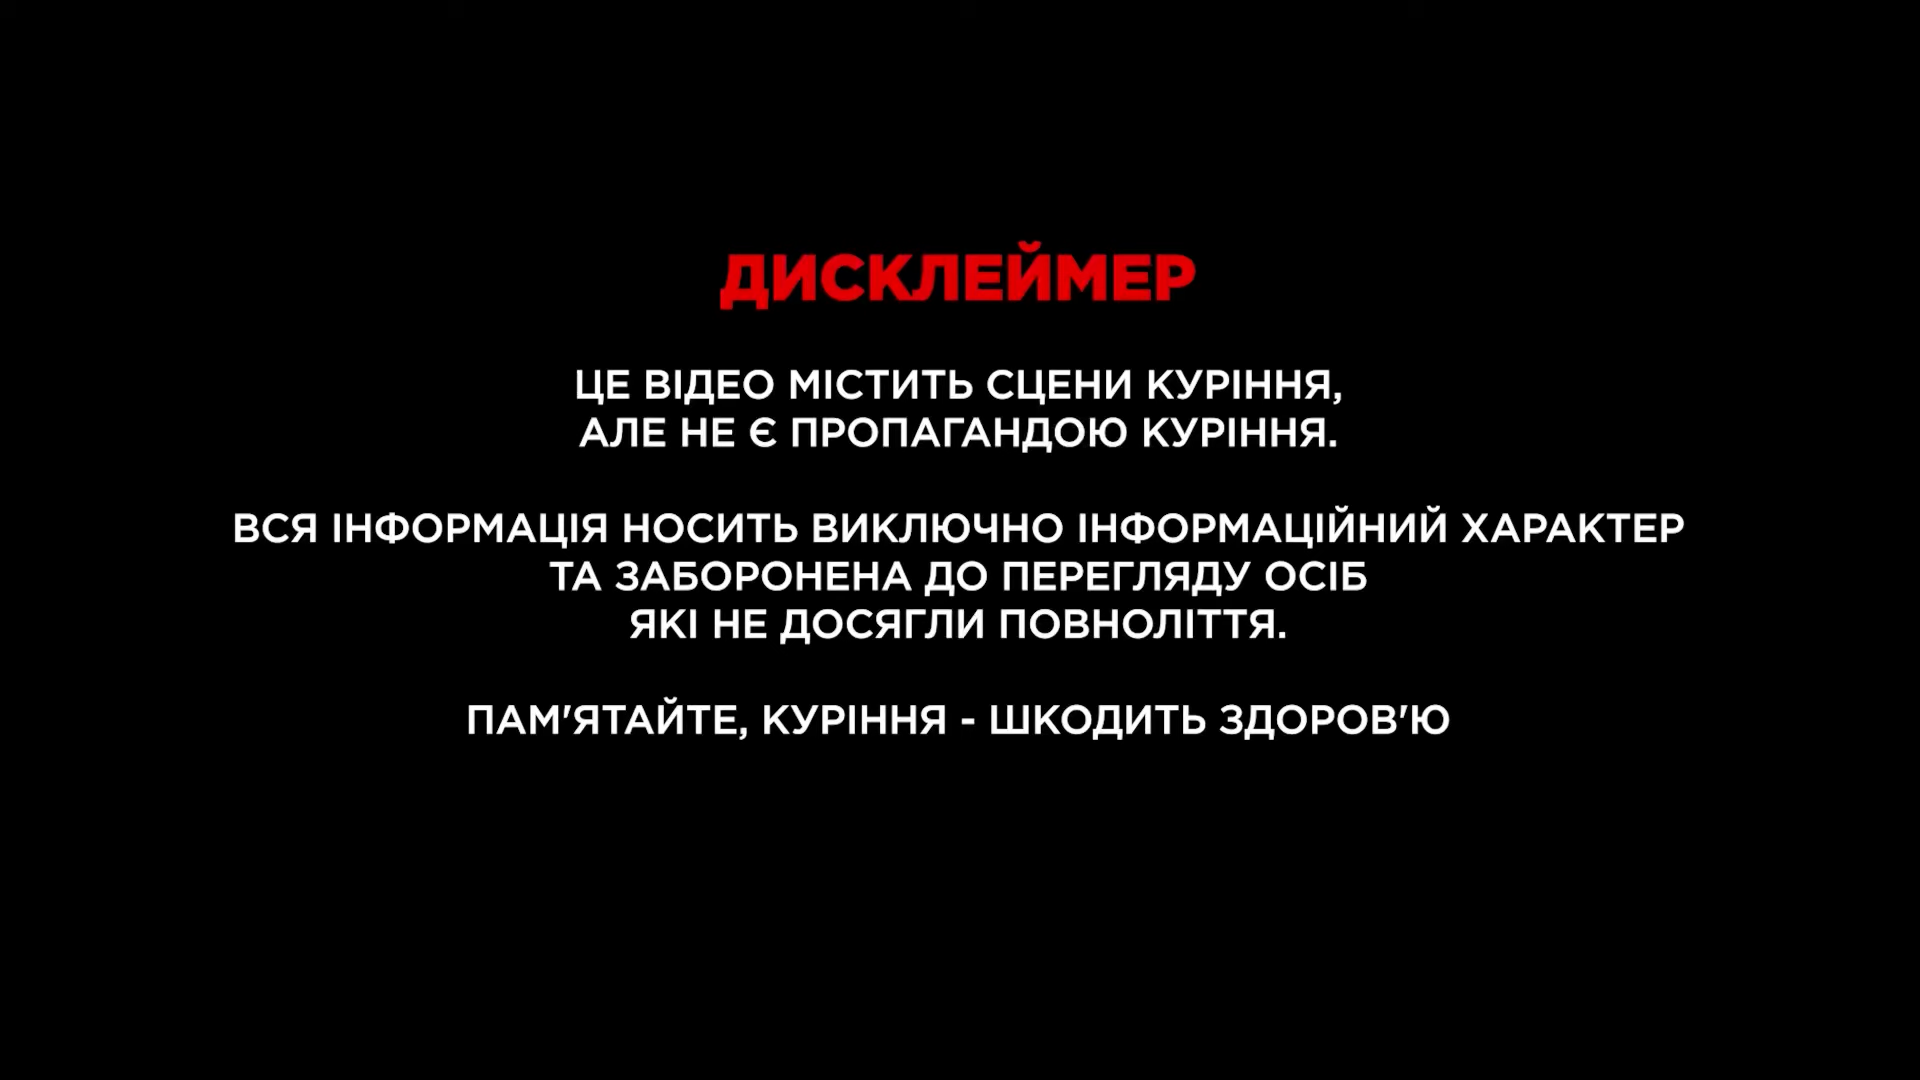 ДИСКЛЕЙМЕР
ЦЕ ВІДЕО МІСТИТЬ СЦЕНИ КУРІННЯ,
АЛЕ НЕ Є ПРОПАГАНДОЮ КУРІННЯ.
ВСЯ ІНФОРМАЦІЯ НОСИТЬ ВИКЛЮЧНО ІНФОРМАЦІЙНИЙ ХАРАКТЕР
ТА ЗАБОРОНЕНА ДО ПЕРЕГЛЯДУ ОСІБ
ЯКІ НЕ ДОСЯГЛИ ПОВНОЛІТТЯ.
ПАМ'ЯТАЙТЕ, КУРІННЯ - ШКОДИТЬ ЗДОРОВ'Ю